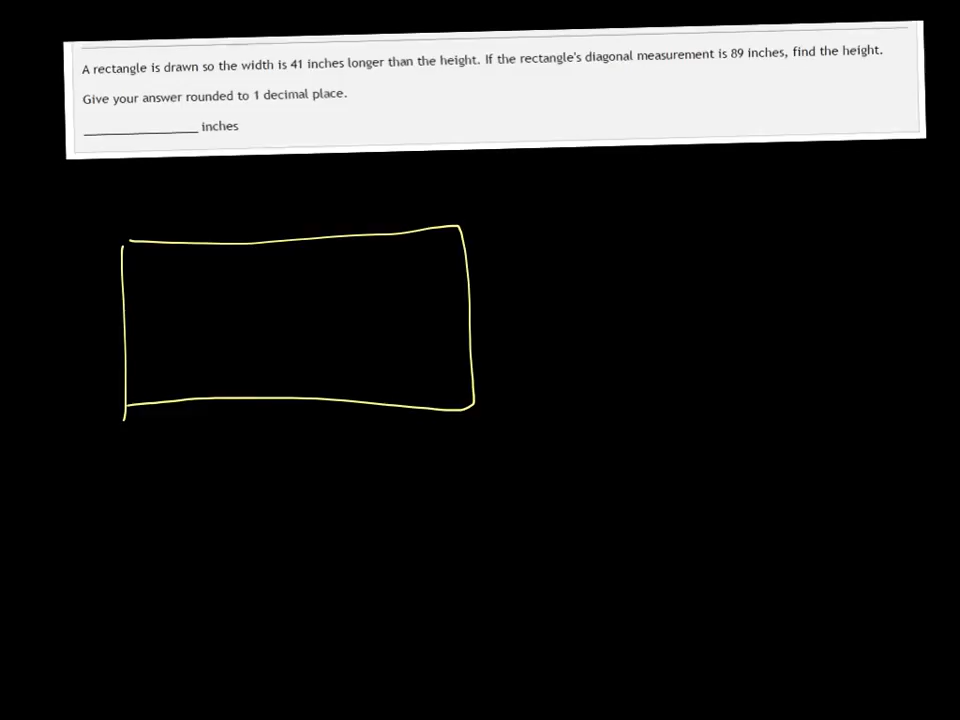 A rectangle is drawn so the width is 41 inches longer than the height. If the rectangle's diagonal measurement is 89 inches, find the height.
Give your answer rounded to 1 decimal place.
_________________ inches